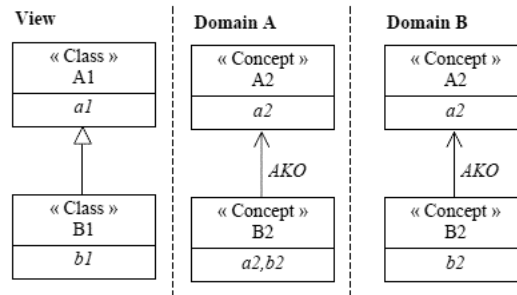 View
« Class »
A1
a1
« Class »
B1
b1
Domain A
« Concept »
A2
a2
AKO
« Concept »
B2
a2,b2
Domain B
« Concept »
A2
a2
AKO
« Concept »
B2
b2